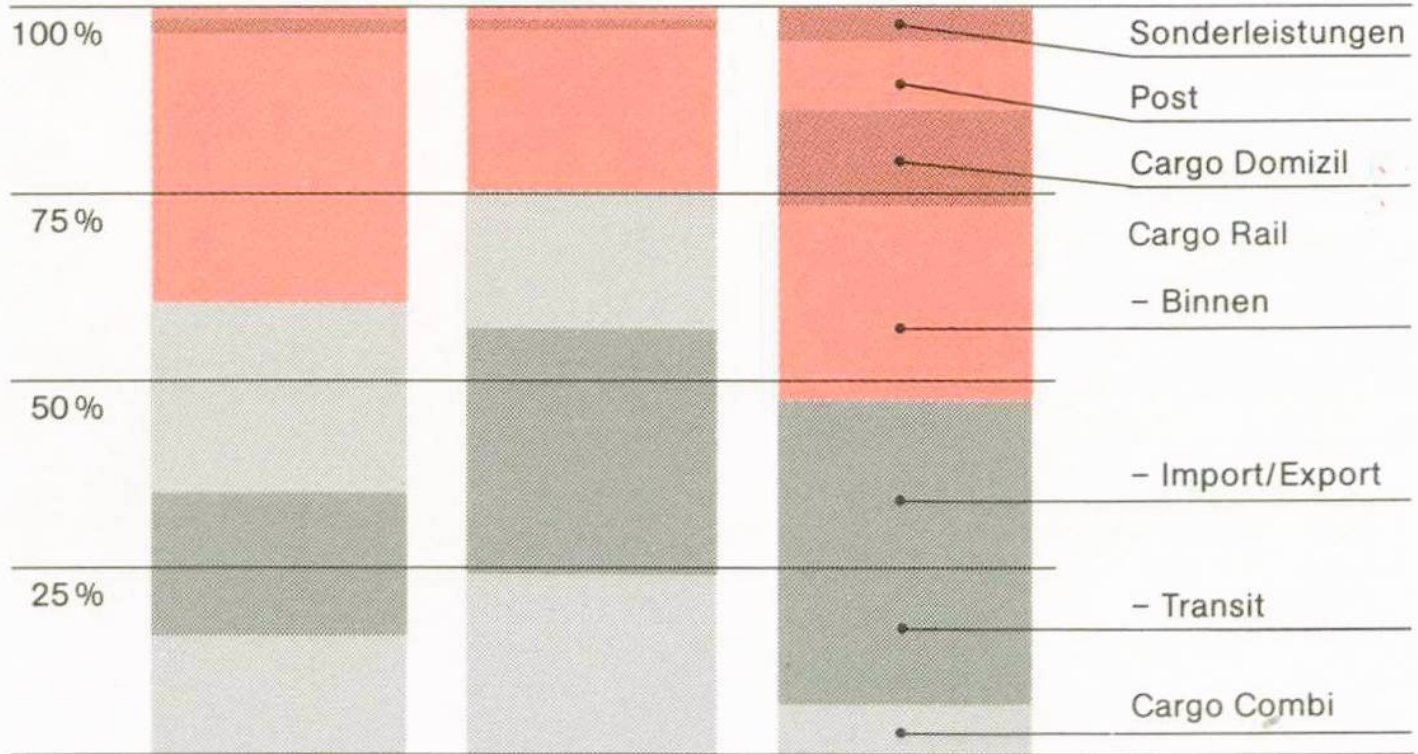 100 %
75 %
50 %
25 %
Sonderleistungen
Post
Cargo Domizil
Cargo Rail
– Binnen
– Import/Export
– Transit
Cargo Combi